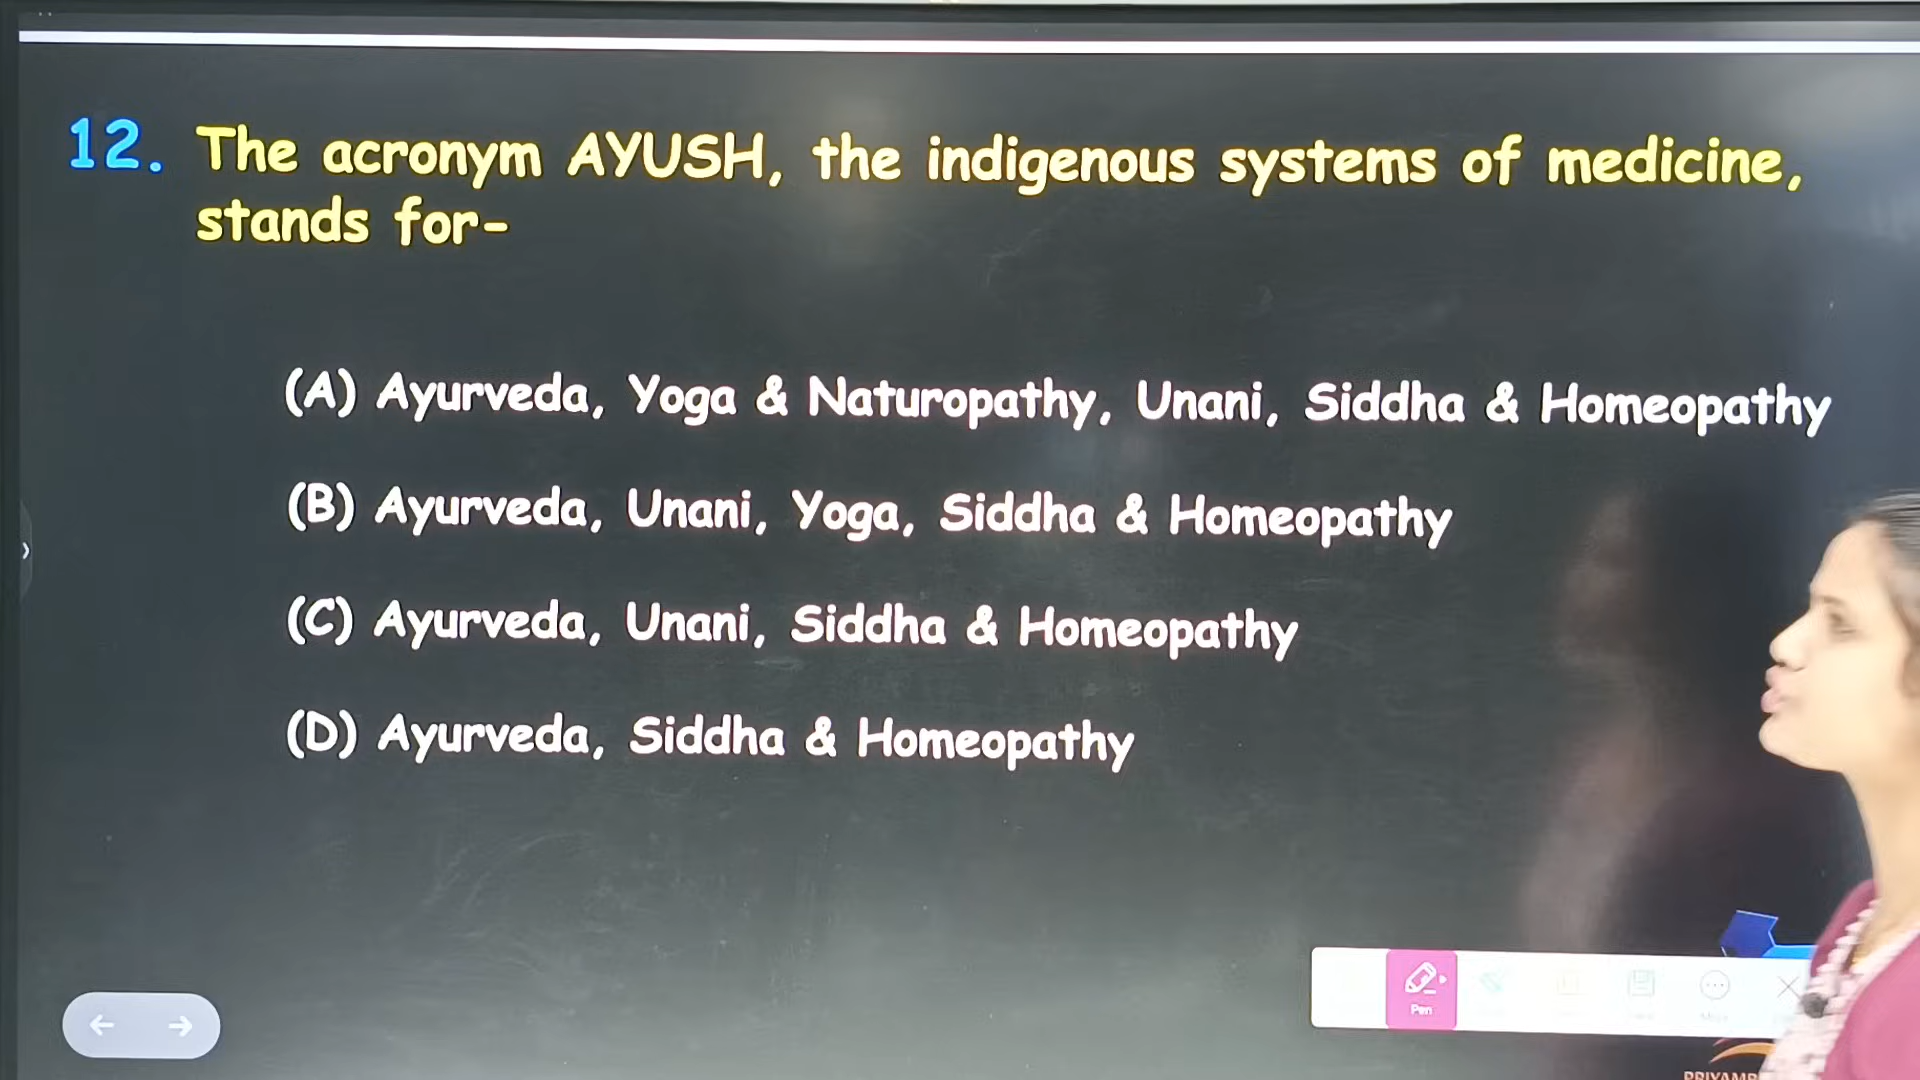 12. The acronym AYUSH, the indigenous systems of medicine,
stands for-
(A) Ayurveda, Yoga & Naturopathy, Unani, Siddha & Homeopathy
(B) Ayurveda, Unani, Yoga, Siddha & Homeopathy
(C) Ayurveda, Unani, Siddha & Homeopathy
(D) Ayurveda, Siddha & Homeopathy
Pen